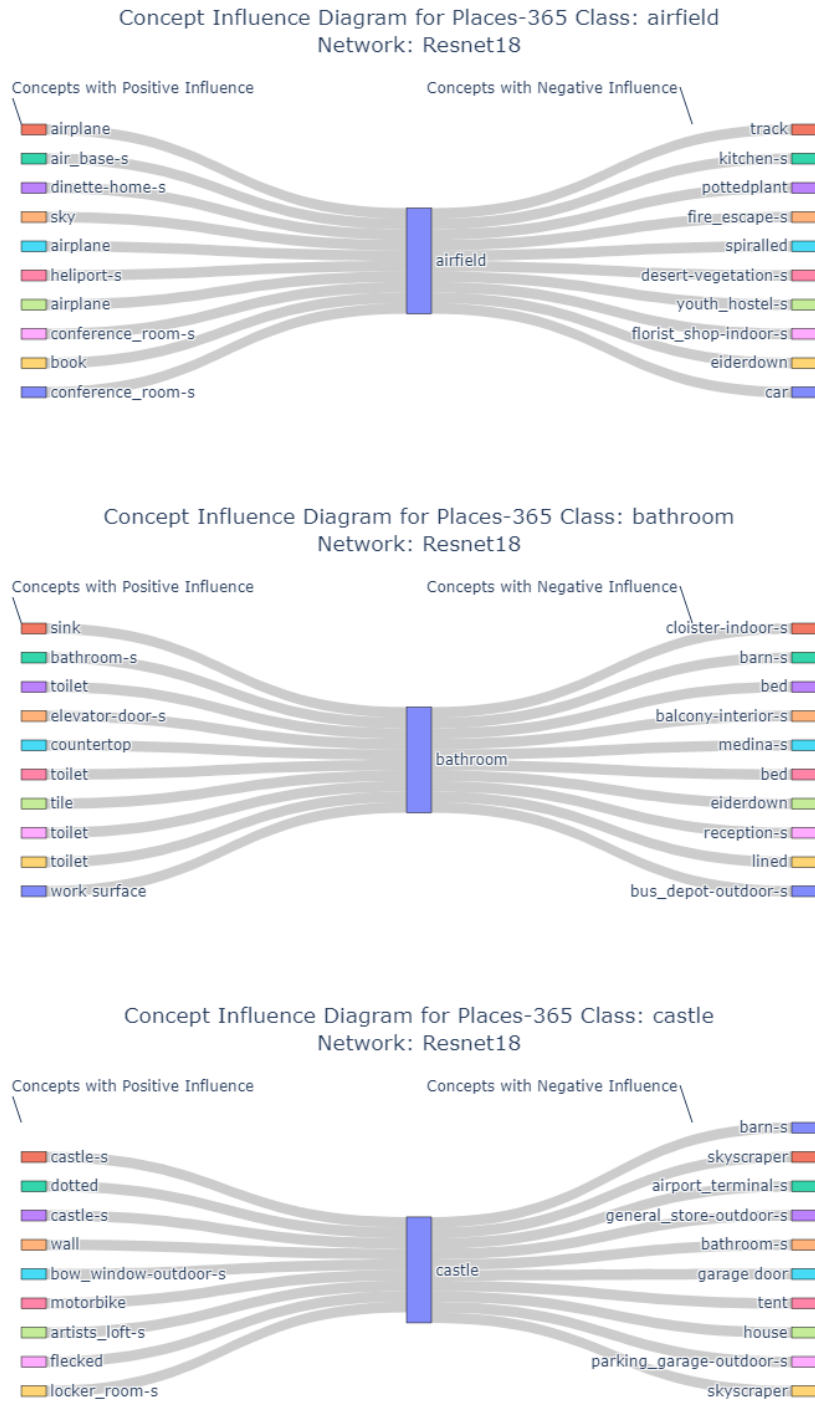 Concept Influence Diagram for Places-365 Class: airfield
Network: Resnet18
Concepts with Positive Influence
Concepts with Negative Influence
airplane
air_base-s
dinette-home-s
sky
airplane
heliport-s
airplane
conference_room-s
book
conference_room-s
airfield
track
kitchen-s
pottedplant
fire_escape-s
spiralled
desert-vegetation-s
youth_hostel-s
florist_shop-indoor-s
eiderdown
car
Concept Influence Diagram for Places-365 Class: bathroom
Network: Resnet18
Concepts with Positive Influence
Concepts with Negative Influence
sink
bathroom-s
toilet
elevator-door-s
countertop
toilet
tile
toilet
toilet
work surface
bathroom
cloister-indoor-s
barn-s
bed
balcony-interior-s
medina-s
bed
eiderdown
reception-s
lined
bus_depot-outdoor-s
Concept Influence Diagram for Places-365 Class: castle
Network: Resnet18
Concepts with Positive Influence
Concepts with Negative Influence
castle-s
dotted
castle-s
wall
bow_window-outdoor-s
motorbike
artists_loft-s
flecked
locker_room-s
castle
barn-s
skyscraper
airport_terminal-s
general_store-outdoor-s
bathroom-s
garage door
tent
house
parking_garage-outdoor-s
skyscraper